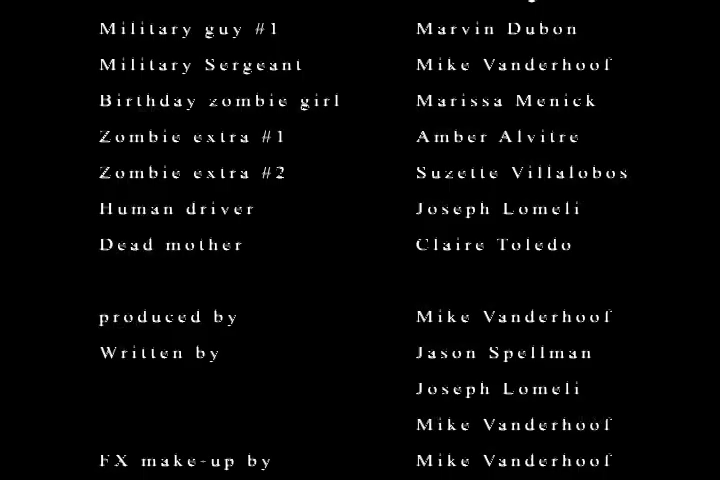 Military guy #1 Marvin Dubon
Military Sergeant Mike Vanderhoof
Birthday zombie girl Marissa Menick
Zombie extra #1 Amber Alvitre
Zombie extra #2 Suzette Villalobos
Human driver Joseph Lomeli
Dead mother Claire Toledo
produced by Mike Vanderhoof
Written by Jason Spellman
Joseph Lomeli
Mike Vanderhoof
FX make-up by Mike Vanderhoof